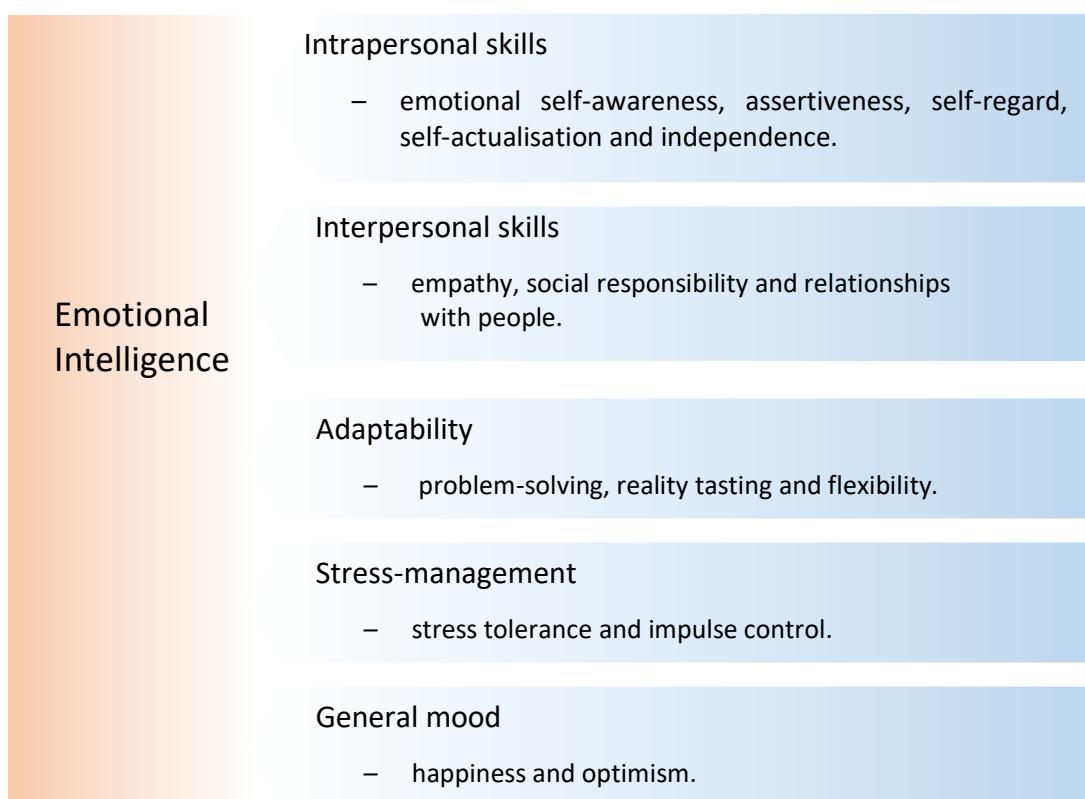 Intrapersonal skills
– emotional self-awareness, assertiveness, self-regard,
self-actualisation and independence.
Interpersonal skills
– empathy, social responsibility and relationships
with people.
Emotional
Intelligence
Adaptability
– problem-solving, reality tasting and flexibility.
Stress-management
– stress tolerance and impulse control.
General mood
– happiness and optimism.